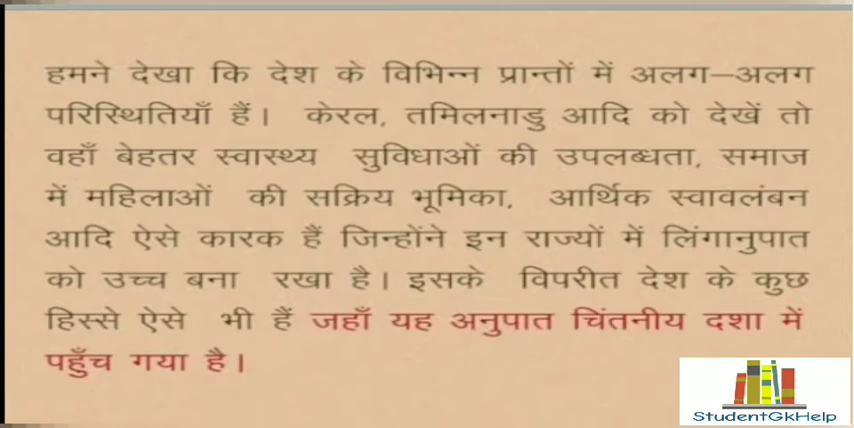 हमने देखा कि देश के विभिन्न प्रान्तों में अलग–अलग
परिस्थितियाँ हैं। केरल, तमिलनाडु आदि को देखें तो
वहाँ बेहतर स्वास्थ्य सुविधाओं की उपलब्धता, समाज
में महिलाओं की सक्रिय भूमिका, आर्थिक स्वावलंबन
आदि ऐसे कारक हैं जिन्होंने इन राज्यों में लिंगानुपात
को उच्च बना रखा है। इसके विपरीत देश के कुछ
हिस्से ऐसे भी हैं जहाँ यह अनुपात चिंतनीय दशा में
पहुँच गया है।
StudentGkHelp